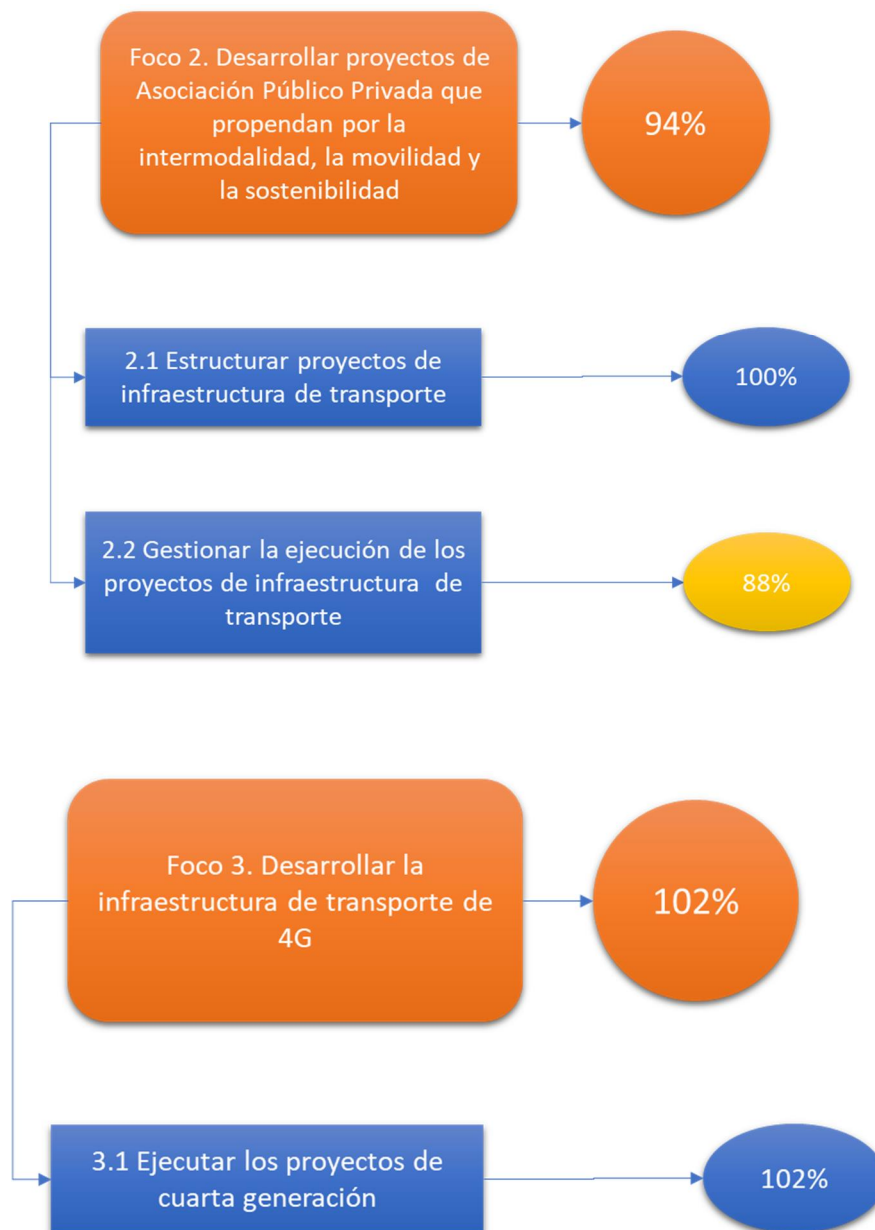 Foco 2. Desarrollar proyectos de
Asociación Público Privada que
propendan por la
intermodalidad, la movilidad y
la sostenibilidad
94%
2.1 Estructurar proyectos de
infraestructura de transporte
100%
2.2 Gestionar la ejecución de los
proyectos de infraestructura de
transporte
88%
Foco 3. Desarrollar la
infraestructura de transporte de
4G
102%
3.1 Ejecutar los proyectos de
cuarta generación
102%